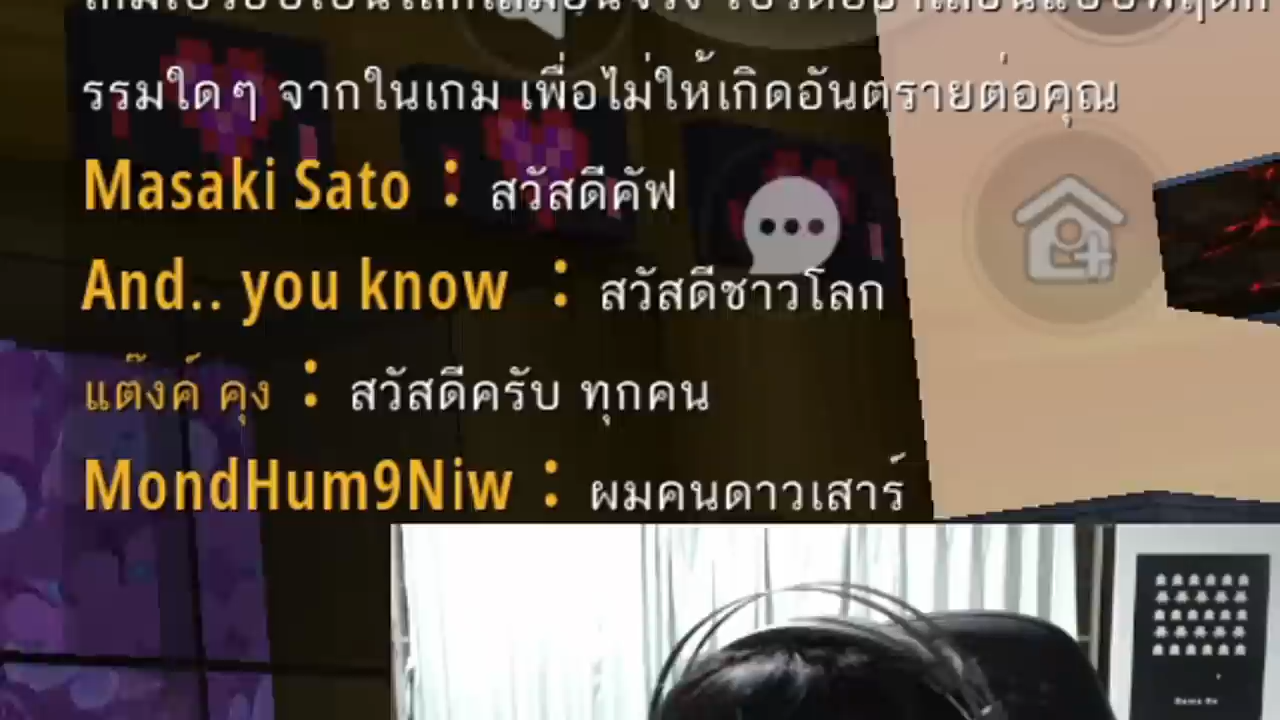 รรมใดๆ จากในเกม เพื่อไม่ให้เกิดอันตรายต่อคุณ
Masaki Sato : สวัสดีคัฟ
And.. you know : สวัสดีชาวโลก
แต๊งค์ คุง : สวัสดีครับ ทุกคน
MondHum9Niw : ผมคนดาวเสาร์